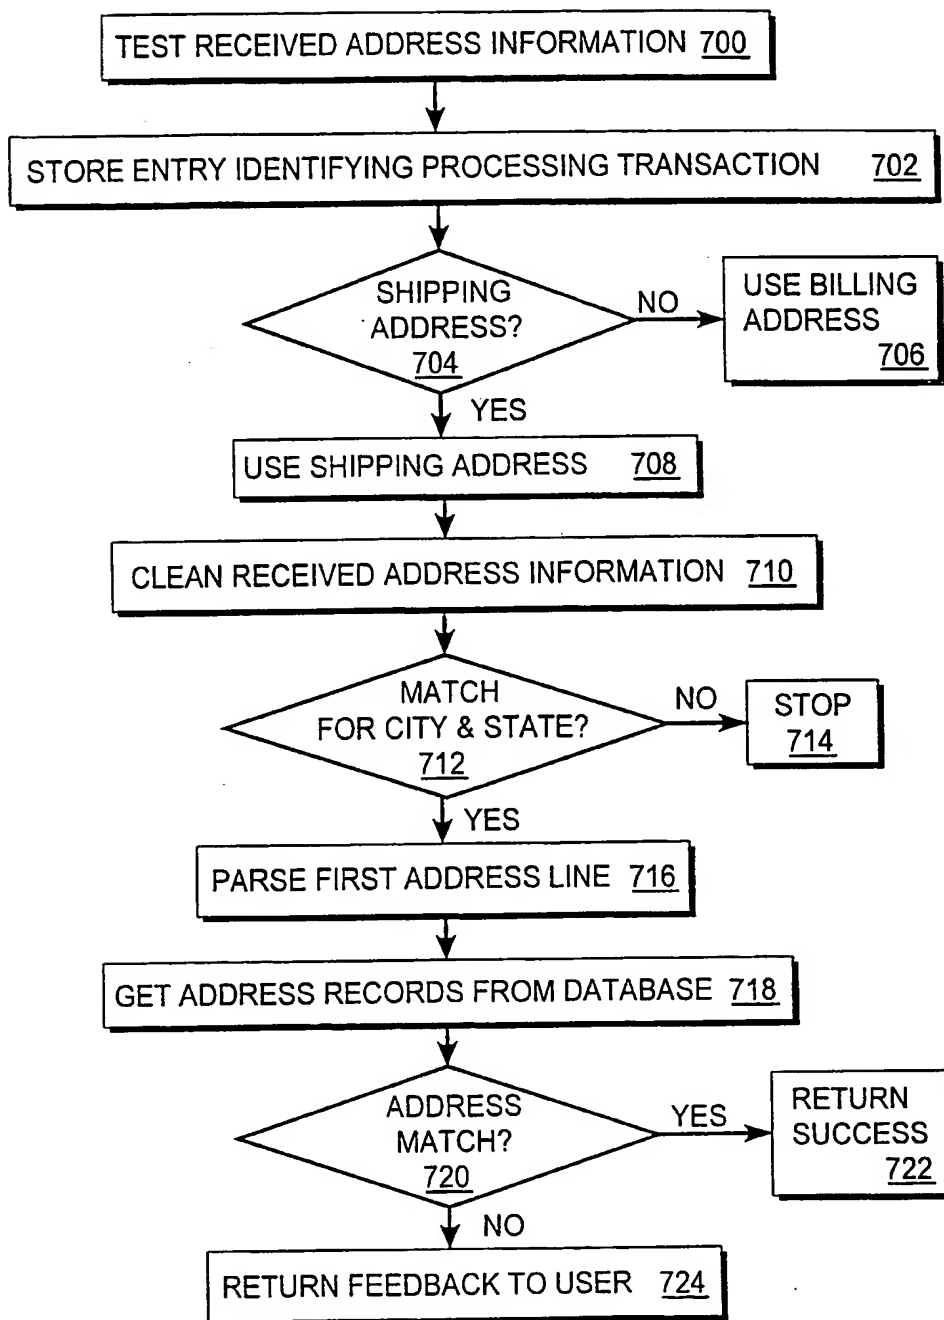 TEST RECEIVED ADDRESS INFORMATION 700
STORE ENTRY IDENTIFYING PROCESSING TRANSACTION 702
SHIPPING
ADDRESS?
704
NO
USE BILLING
ADDRESS
706
YES
USE SHIPPING ADDRESS 708
CLEAN RECEIVED ADDRESS INFORMATION 710
MATCH
FOR CITY & STATE?
712
NO
STOP
714
YES
PARSE FIRST ADDRESS LINE 716
GET ADDRESS RECORDS FROM DATABASE 718
ADDRESS
MATCH?
720
YES
RETURN
SUCCESS
722
NO
RETURN FEEDBACK TO USER 724